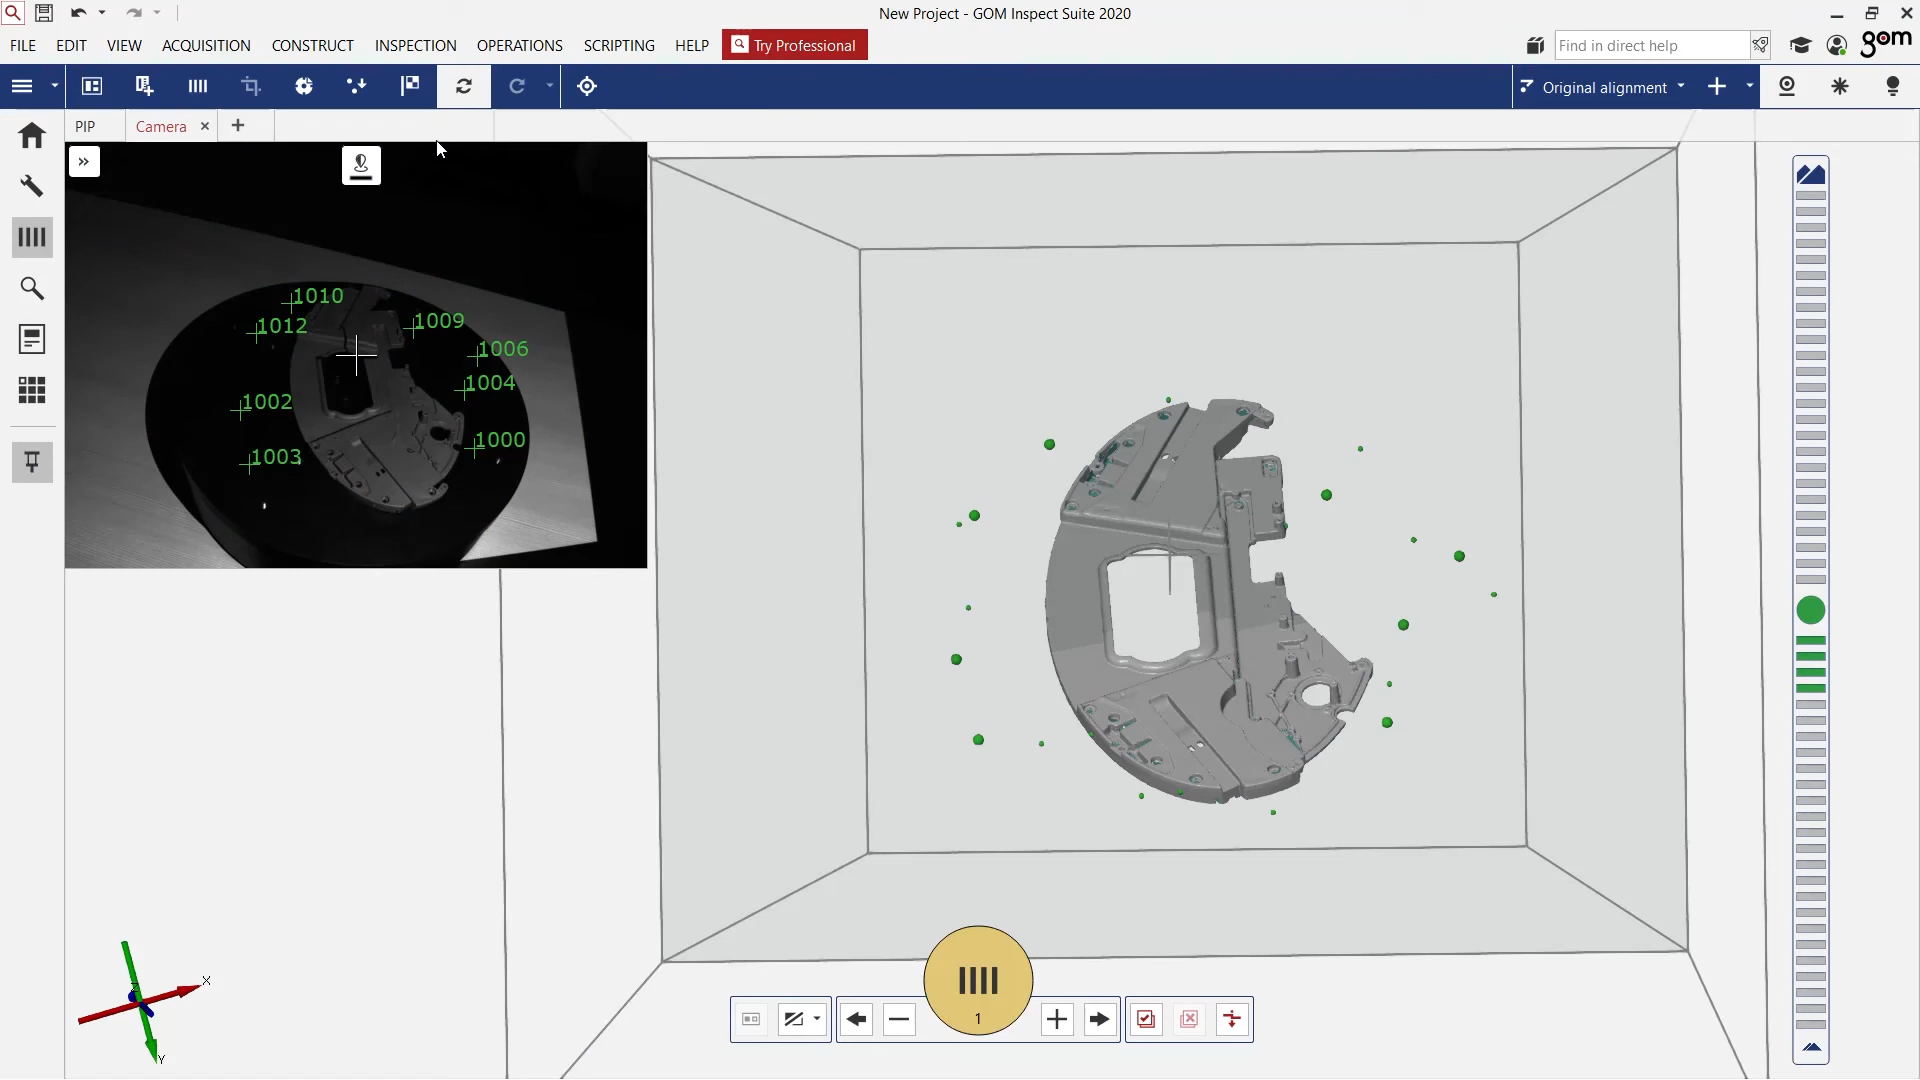 New Project - GOM Inspect Suite 2020
FILE EDIT VIEW ACQUISITION CONSTRUCT INSPECTION OPERATIONS SCRIPTING HELP Try Professional Find in direct help gom
Original alignment
PIP Camera
1010
1012
1009
1006
1004
1002
1000
1003
X
Z
Y
1